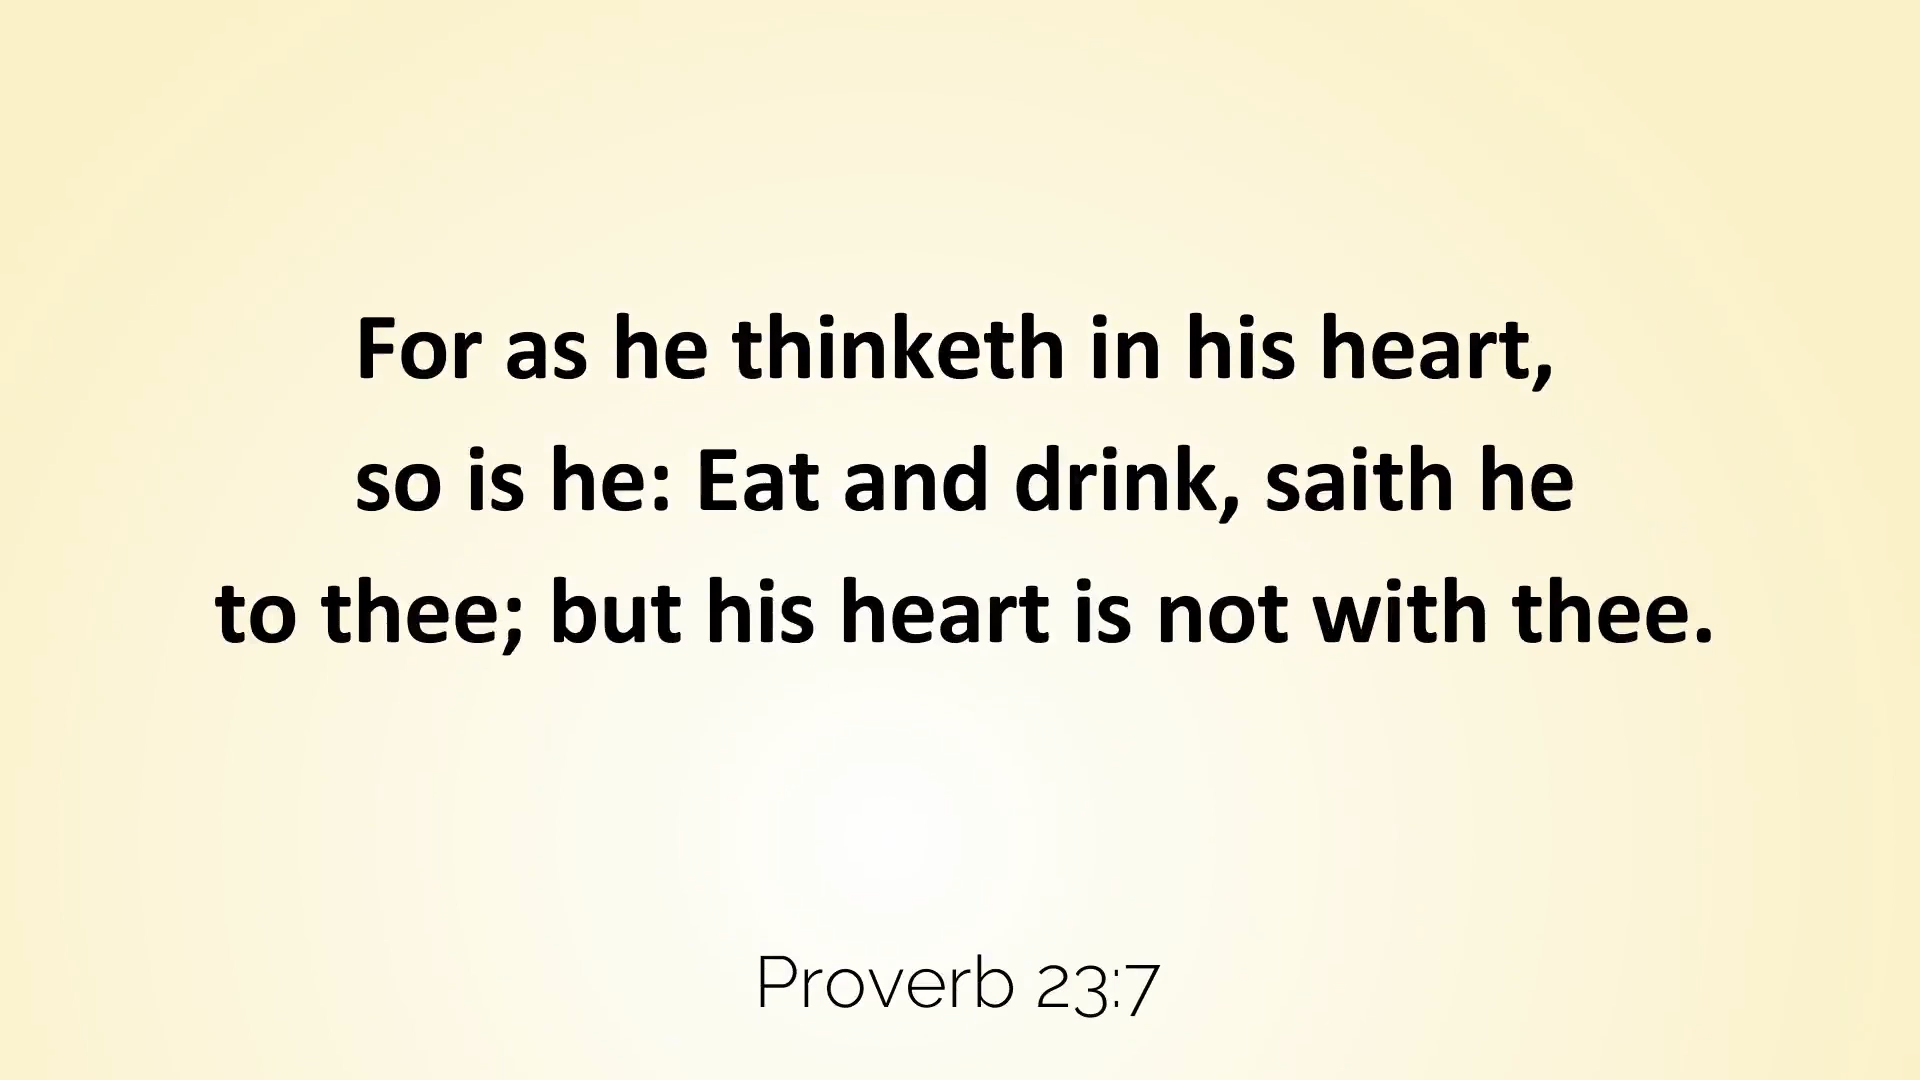 For as he thinketh in his heart,
so is he: Eat and drink, saith he
to thee; but his heart is not with thee.
Proverb 23:7